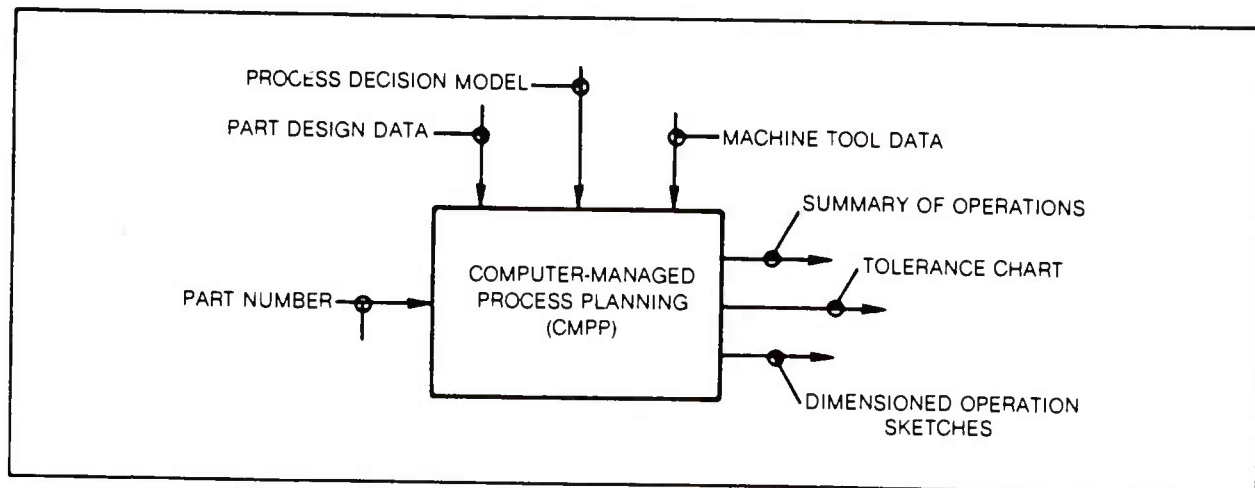 PROCESS DECISION MODEL
PART DESIGN DATA
MACHINE TOOL DATA
SUMMARY OF OPERATIONS
TOLERANCE CHART
PART NUMBER
COMPUTER-MANAGED
PROCESS PLANNING
(CMPP)
DIMENSIONED OPERATION
SKETCHES